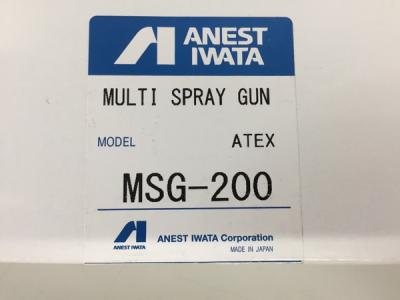 ANEST
IWATA
MULTI SPRAY GUN
MODEL ATEX
MSG-200
ANEST IWATA ANEST IWATA Corporation
MADE IN JAPAN